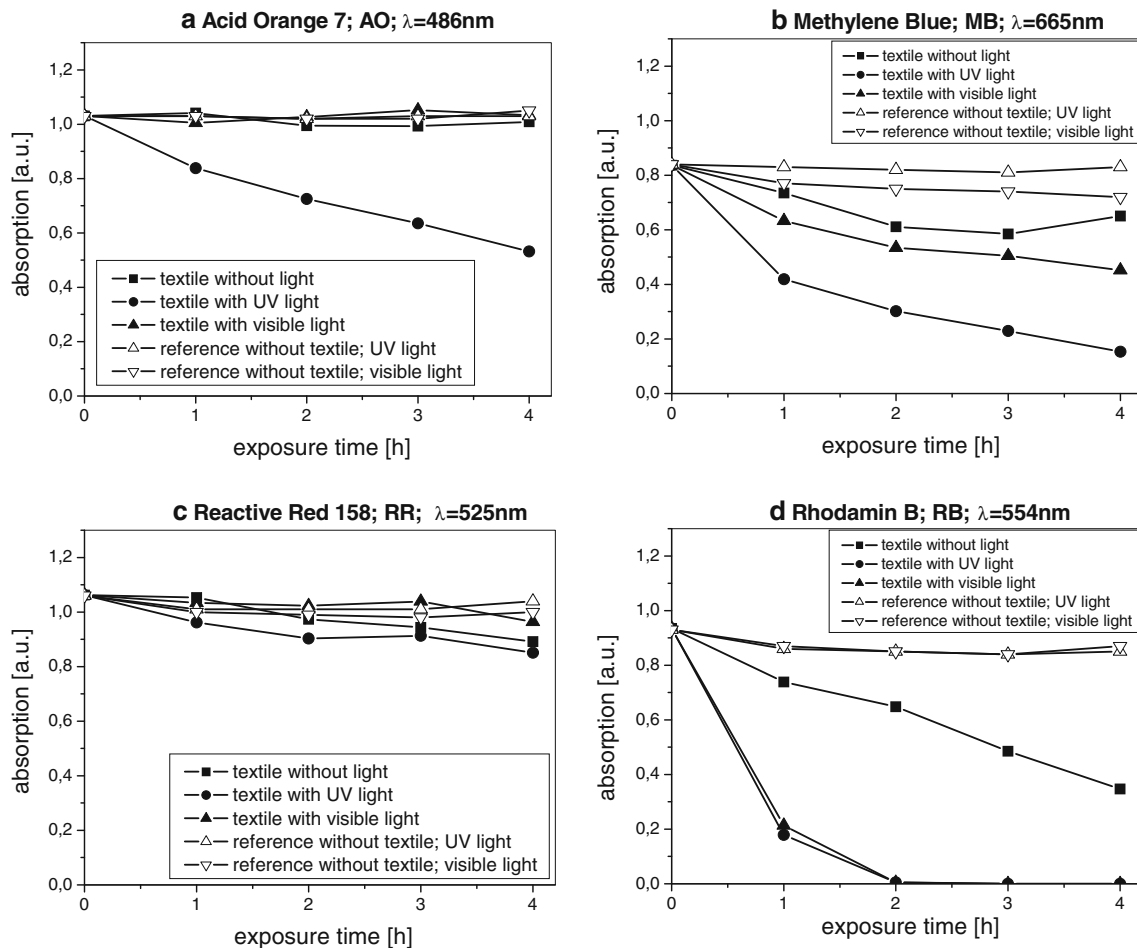 a Acid Orange 7; AO; λ=486nm
1,2
1,0
0,8
0,6
0,4
0,2
0,0
absorption [a.u.]
textile without light
textile with UV light
textile with visible light
reference without textile; UV light
reference without textile; visible light
0 1 2 3 4
exposure time [h]
b Methylene Blue; MB; λ=665nm
1,2
1,0
0,8
0,6
0,4
0,2
0,0
absorption [a.u.]
textile without light
textile with UV light
textile with visible light
reference without textile; UV light
reference without textile; visible light
0 1 2 3 4
exposure time [h]
c Reactive Red 158; RR; λ=525nm
1,2
1,0
0,8
0,6
0,4
0,2
0,0
absorption [a.u.]
textile without light
textile with UV light
textile with visible light
reference without textile; UV light
reference without textile; visible light
0 1 2 3 4
exposure time [h]
d Rhodamin B; RB; λ=554nm
1,2
1,0
0,8
0,6
0,4
0,2
0,0
absorption [a.u.]
textile without light
textile with UV light
textile with visible light
reference without textile; UV light
reference without textile; visible light
0 1 2 3 4
exposure time [h]